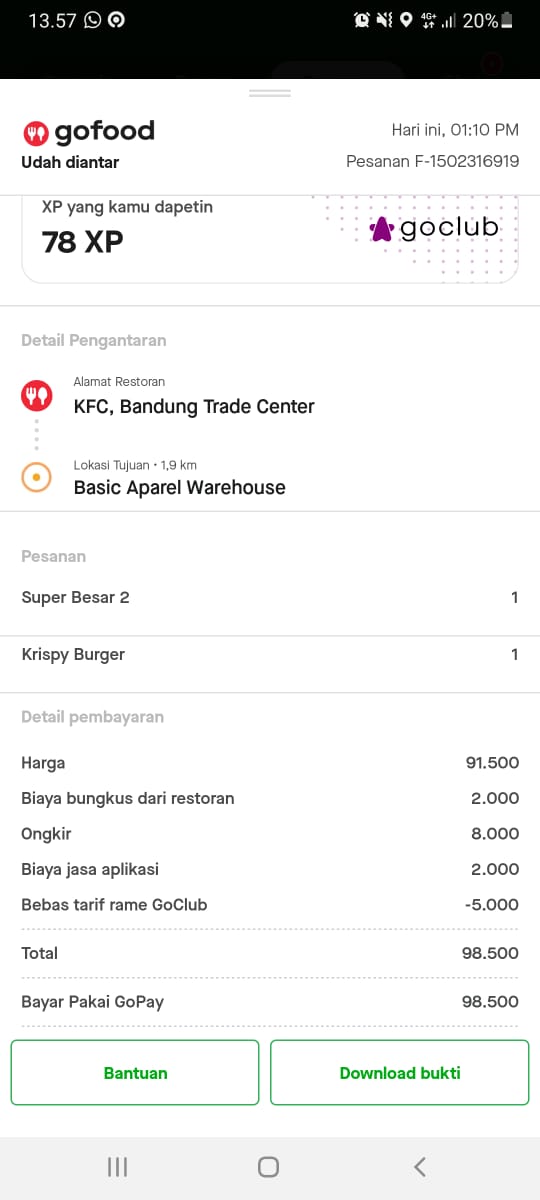 13.57 4G+ 20%
gofood Hari ini, 01:10 PM
Udah diantar Pesanan F-1502316919
XP yang kamu dapetin
78 XP goclub
Detail Pengantaran
Alamat Restoran
KFC, Bandung Trade Center
Lokasi Tujuan • 1,9 km
Basic Aparel Warehouse
Pesanan
Super Besar 2 1
Krispy Burger 1
Detail pembayaran
Harga 91.500
Biaya bungkus dari restoran 2.000
Ongkir 8.000
Biaya jasa aplikasi 2.000
Bebas tarif rame GoClub -5.000
Total 98.500
Bayar Pakai GoPay 98.500
Bantuan Download bukti